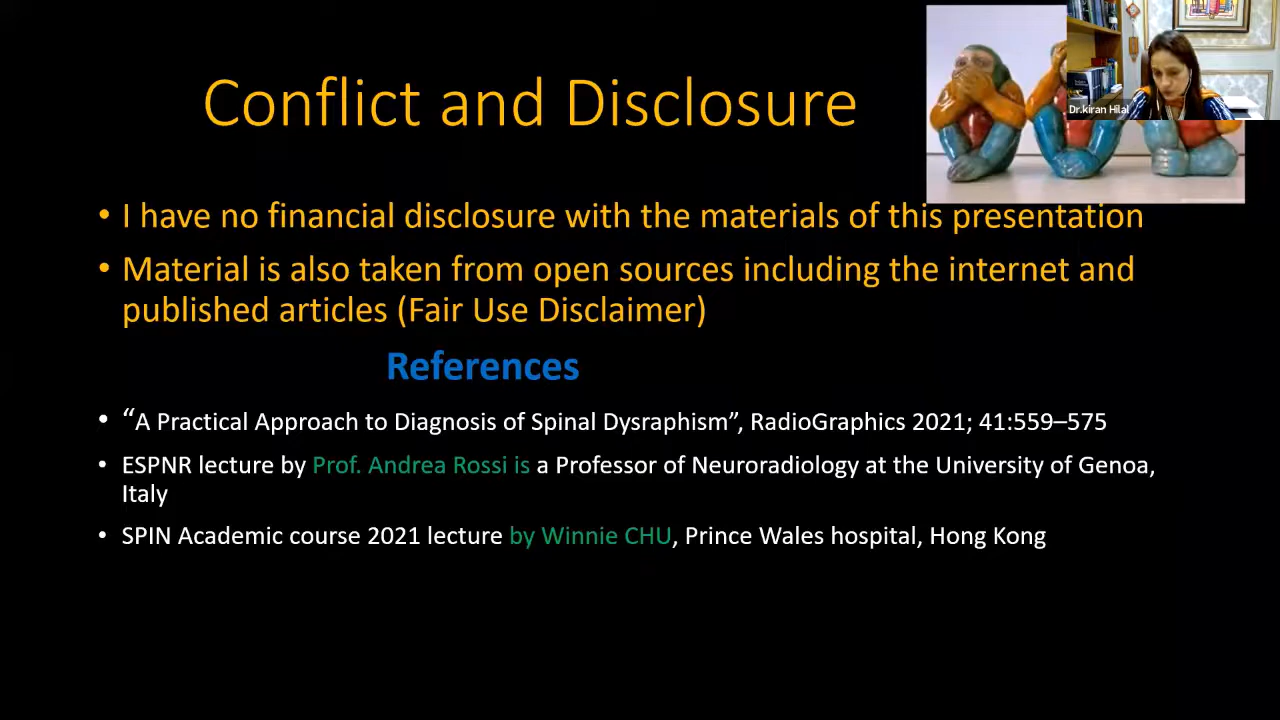 Conflict and Disclosure
Dr.kiran Hilal
• I have no financial disclosure with the materials of this presentation
• Material is also taken from open sources including the internet and
published articles (Fair Use Disclaimer)
References
• “A Practical Approach to Diagnosis of Spinal Dysraphism”, RadioGraphics 2021; 41:559–575
• ESPNR lecture by Prof. Andrea Rossi is a Professor of Neuroradiology at the University of Genoa,
Italy
• SPIN Academic course 2021 lecture by Winnie CHU, Prince Wales hospital, Hong Kong